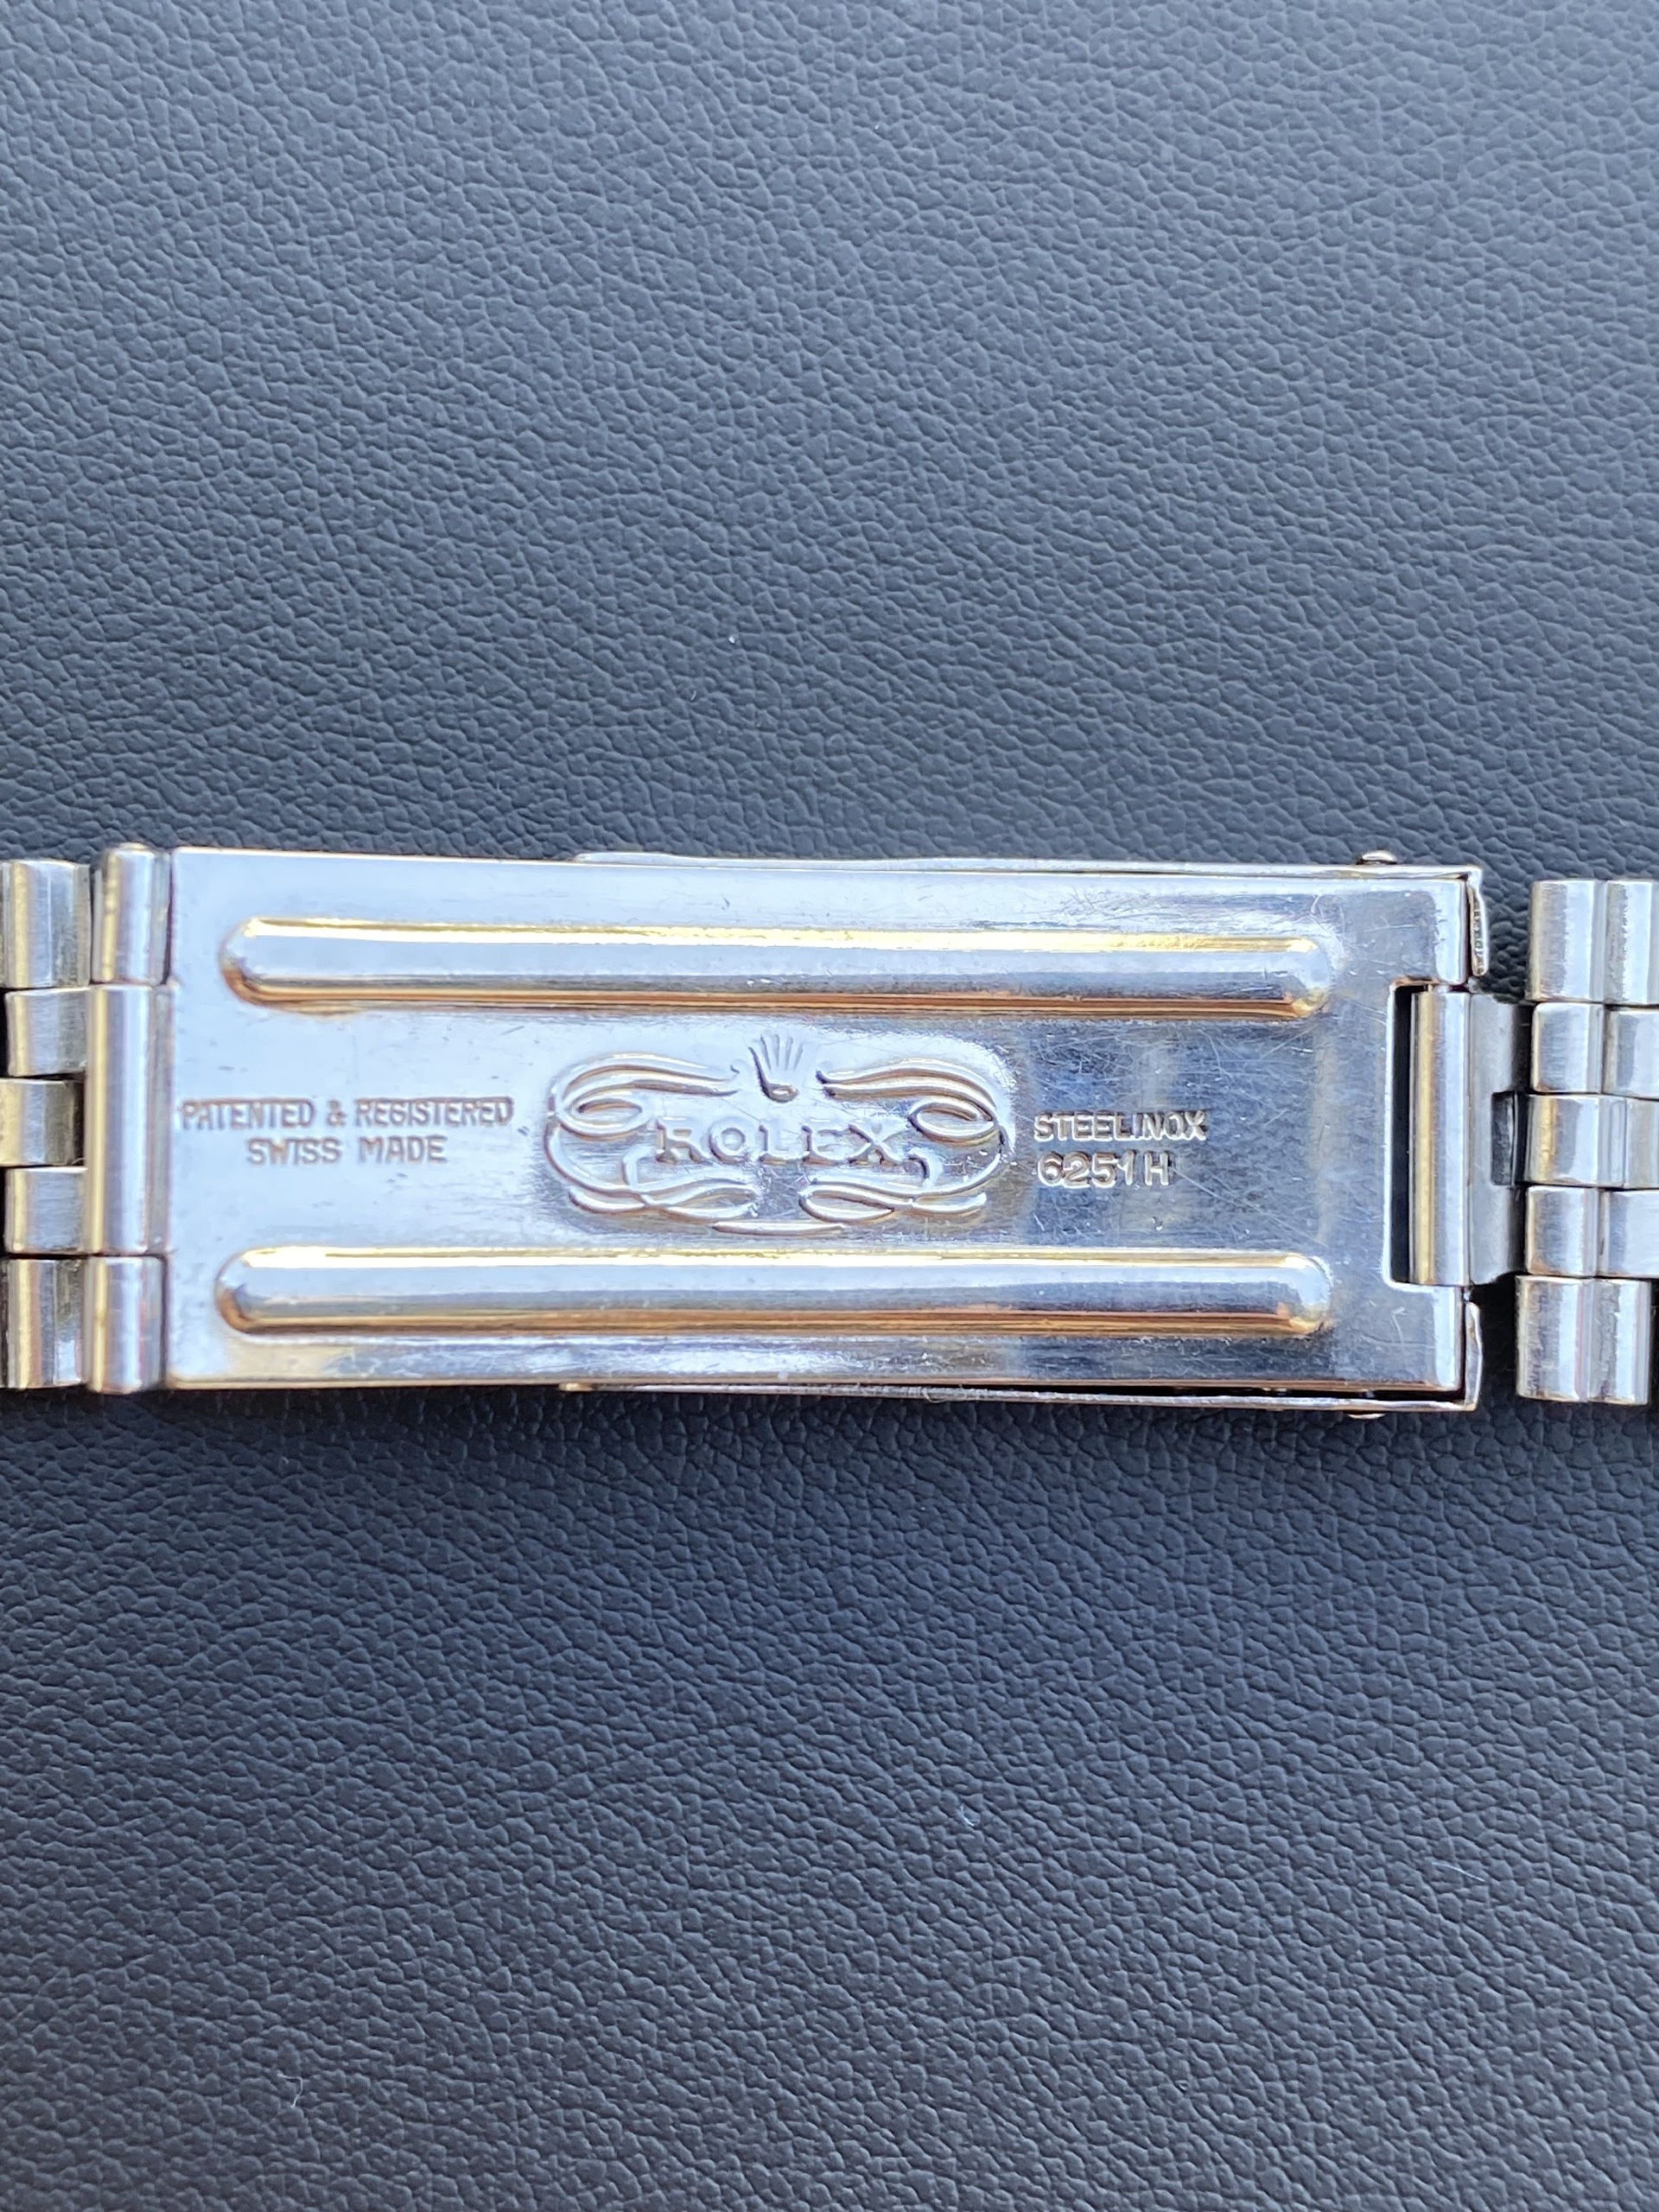 PATENTED & REGISTERED
SWISS MADE
ROLEX
STEELINOX
6251H